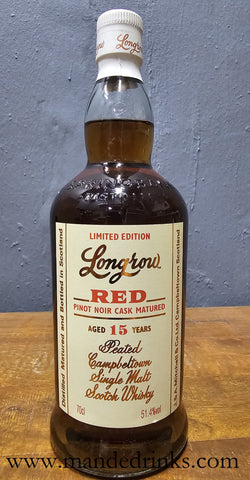 Longrow
LIMITED EDITION
Longrow
RED
PINOT NOIR CASK MATURED
AGED 15 YEARS
Peated
Campbeltown
Single Malt
Scotch Whisky
70cl
51.4%vol
Distilled Matured and Bottled in Scotland
J.& A. Mitchell & Co.Ltd. Campbeltown Scotland
www.mandedrinks.com